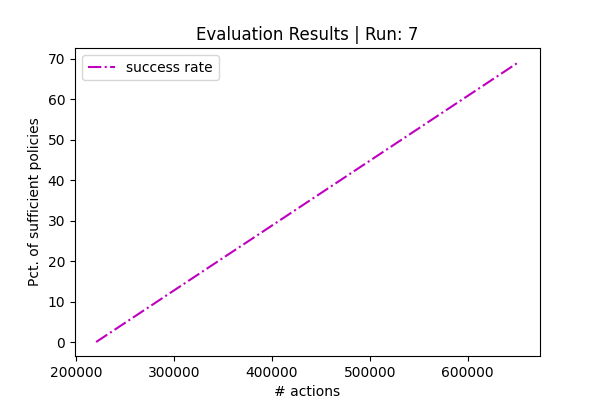 Evaluation Results | Run: 7
success rate
Pct. of sufficient policies
70
60
50
40
30
20
10
0
200000 300000 400000 500000 600000
# actions